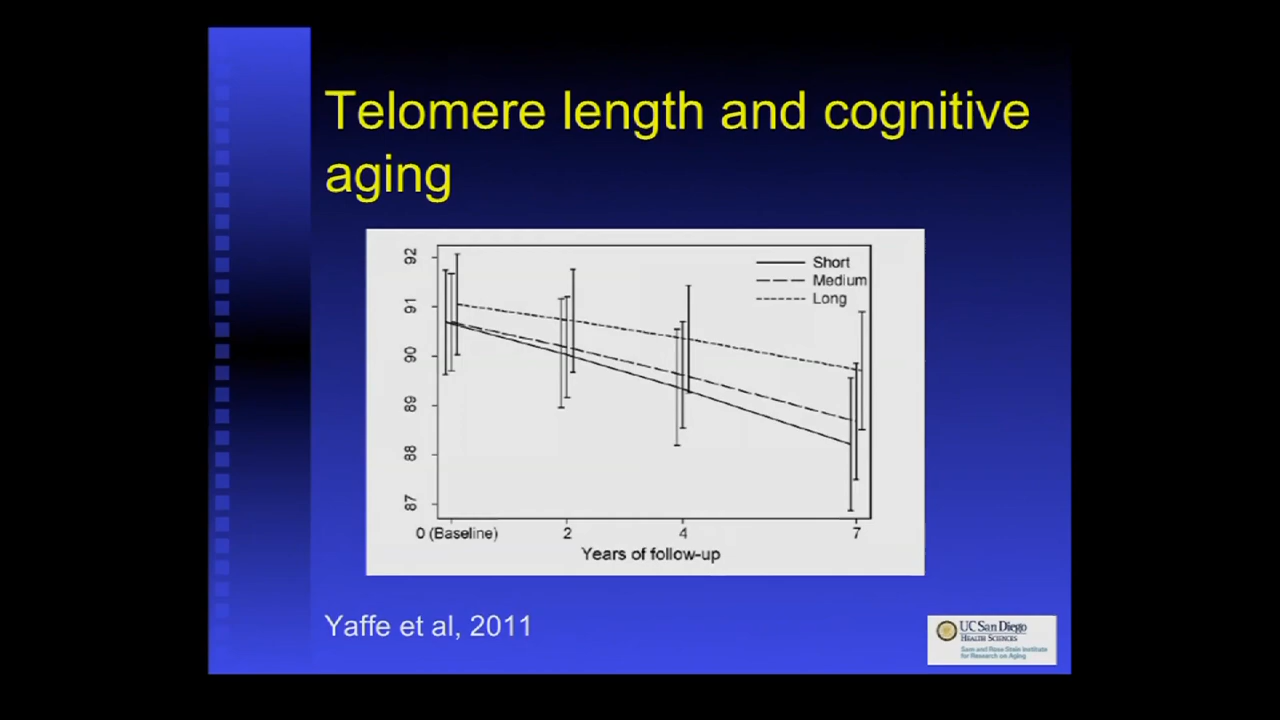 Telomere length and cognitive
aging
92
91
90
89
88
87
Short
Medium
Long
0 (Baseline)
2
4
7
Years of follow-up
Yaffe et al, 2011
UC San Diego
HEALTH SCIENCES
Sam and Rose Stein Institute
for Research on Aging